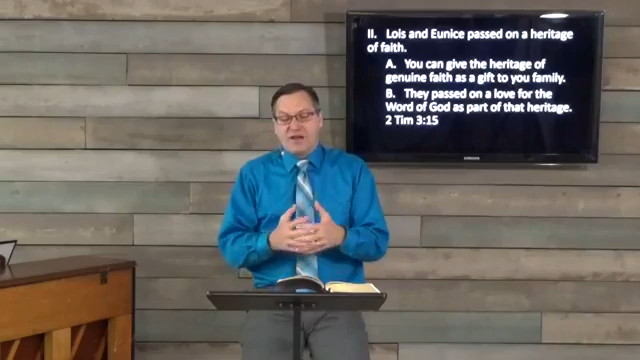 II. Lois and Eunice passed on a heritage
of faith.
A. You can give the heritage of
genuine faith as a gift to you family.
B. They passed on a love for the
Word of God as part of that heritage.
2 Tim 3:15
SAMSUNG